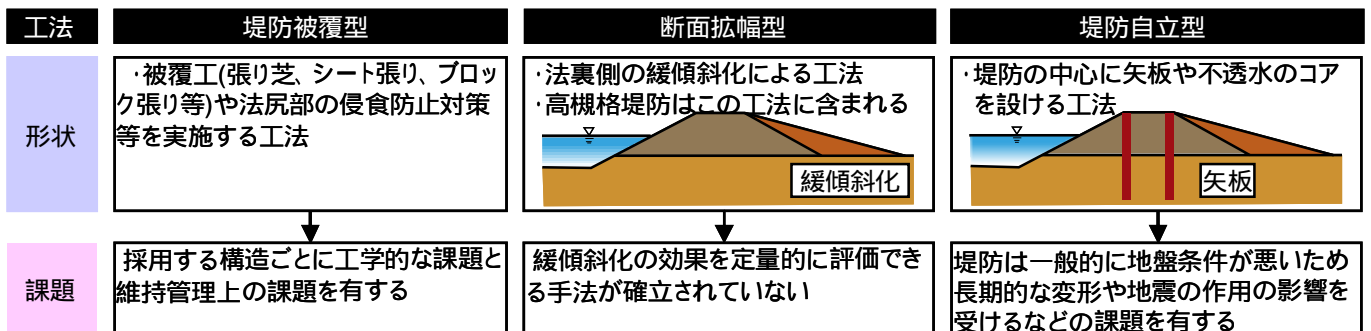 工法
堤防被覆型
断面拡幅型
堤防自立型
形状
・被覆工(張り芝、シート張り、ブロッ
ク張り等)や法尻部の侵食防止対策
等を実施する工法
・法裏側の緩傾斜化による工法
・高槻格堤防はこの工法に含まれる
緩傾斜化
・堤防の中心に矢板や不透水のコア
を設ける工法
矢板
課題
採用する構造ごとに工学的な課題と
維持管理上の課題を有する
緩傾斜化の効果を定量的に評価でき
る手法が確立されていない
堤防は一般的に地盤条件が悪いため
長期的な変形や地震の作用の影響を
受けるなどの課題を有する